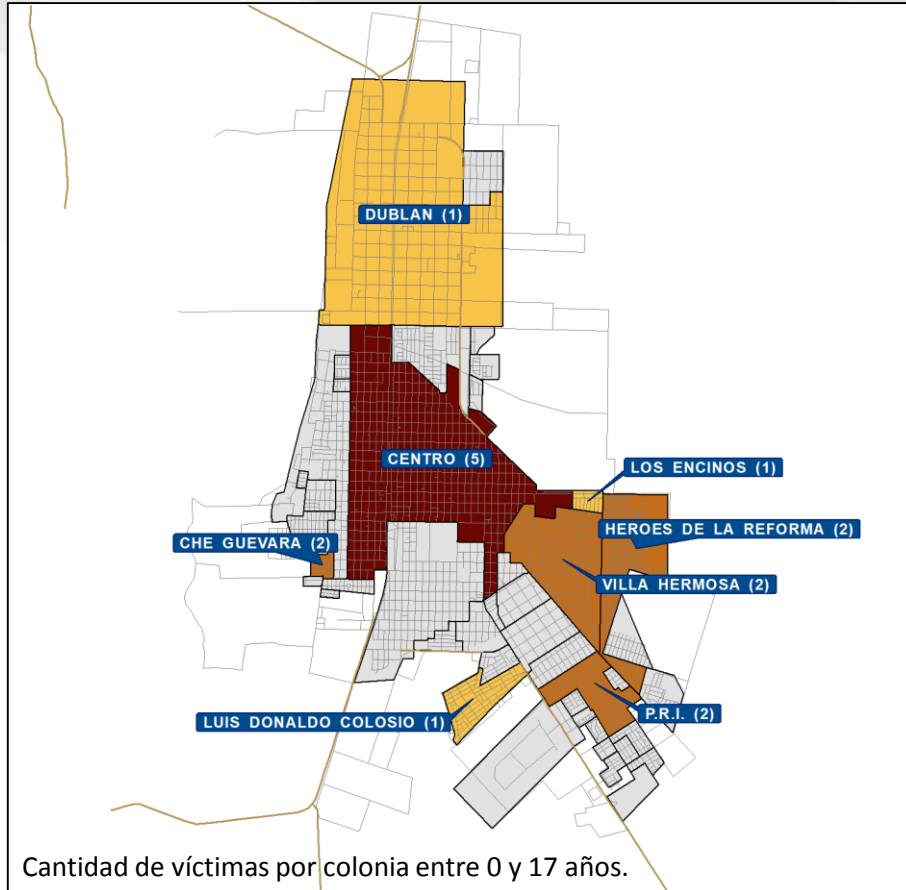 DUBLAN (1)
CENTRO (5)
LOS ENCINOS (1)
HEROES DE LA REFORMA (2)
CHE GUEVARA (2)
VILLA HERMOSA (2)
P.R.I. (2)
LUIS DONALDO COLOSIO (1)
Cantidad de víctimas por colonia entre 0 y 17 años.